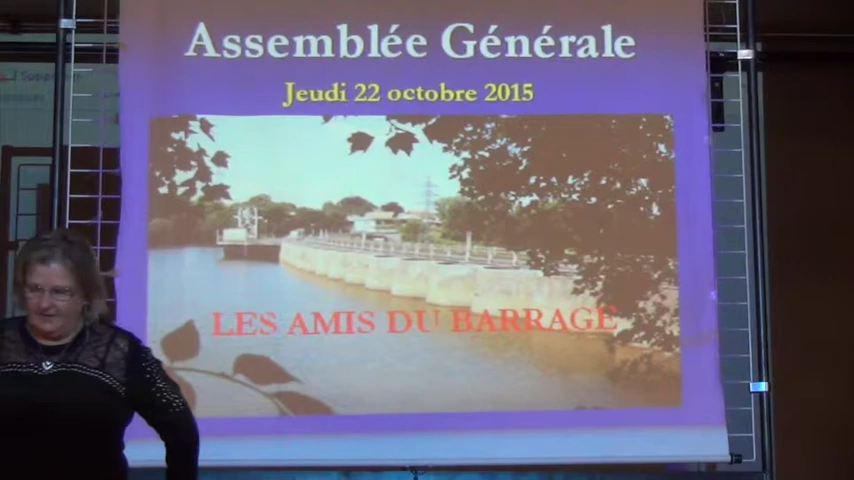 Assemblée Générale
Jeudi 22 octobre 2015
LES AMIS DU BARRAGE